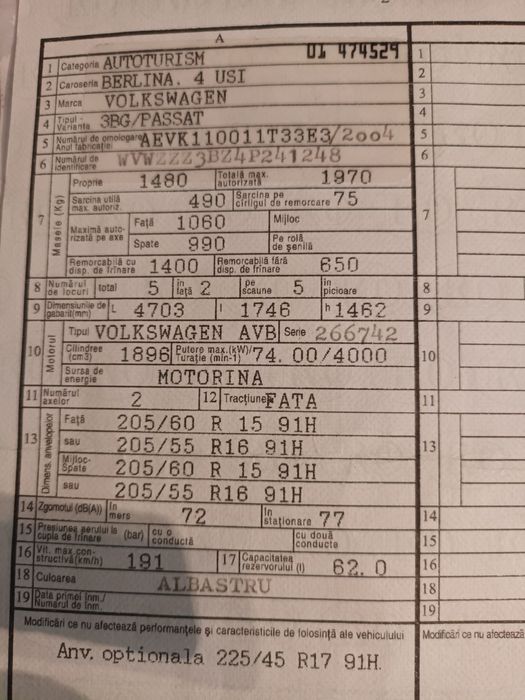 A
01 474529
1 Categoria AUTOTURISM 1
2 Caroseria BERLINA. 4 USI 2
3 Marca VOLKSWAGEN 3
4 Tipul - Varianta 3BG/PASSAT 4
5 Numărul de omologare Anul fabricației AEVK110011T33E3/2004 5
6 Numărul de identificare WVWZZZ3BZ4P241248 6
7 Masele (Kg) Proprie 1480 Totală max. autorizată 1970 7
Sarcina utilă max. autoriz. 490 Sarcina pe cîrligul de remorcare 75
Maximă autorizată pe axe Față 1060 Mijloc
Spate 990 Pe rolă de șenilă
Remorcabilă cu disp. de frînare 1400 Remorcabilă fără disp. de frînare 650
8 Numărul de locuri total 5 în față 2 pe scaune 5 în picioare 8
9 Dimensiunile de gabarit(mm) L 4703 l 1746 h 1462 9
10 Motorul Tipul VOLKSWAGEN AVB Serie 266742 10
Cilindree (cm3) 1896 Putere max.(kW)/ Turație (min-1) 74.00/4000
Sursa de energie MOTORINA
11 Numărul axelor 2 12 Tracțiune FATA 11
13 Dimens. anvelopelor Față 205/60 R 15 91H 13
sau 205/55 R16 91H
Mijloc- Spate 205/60 R 15 91H
sau 205/55 R16 91H
14 Zgomotul (dB(A)) în mers 72 în staționare 77 14
15 Presiunea aerului la cupla de frînare (bar) cu o conductă cu două conducte 15
16 Vit. max. constructivă(km/h) 191 17 Capacitatea rezervorului (l) 62.0 16
18 Culoarea ALBASTRU 18
19 Data primei înm./ Numărul de înm. 19
Modificări ce nu afectează performanțele și caracteristicile de folosință ale vehiculului Modificări ce nu afectează
Anv. optionala 225/45 R17 91H.